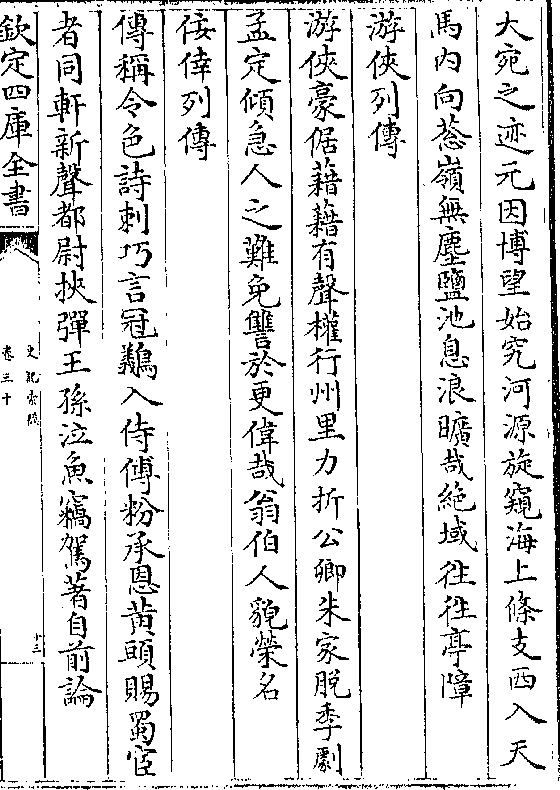 大宛之迹元因博望始究河源旋窺海上條支西入天
馬内向葱嶺無塵鹽池息浪曠哉絶域往往亭障
游俠列傳
游俠豪倨藉藉有聲權行州里力折公卿朱家脱季劇
孟定傾急人之難免讐於更偉哉翁伯人貌榮名
佞倖列傳
傳稱令色詩刺巧言冠鵕入侍傅粉承恩黄頭賜蜀宦
者同軒新聲都尉挾彈王孫泣魚竊駕著自前論
欽定四庫全書
史記索隱
卷三十
十三